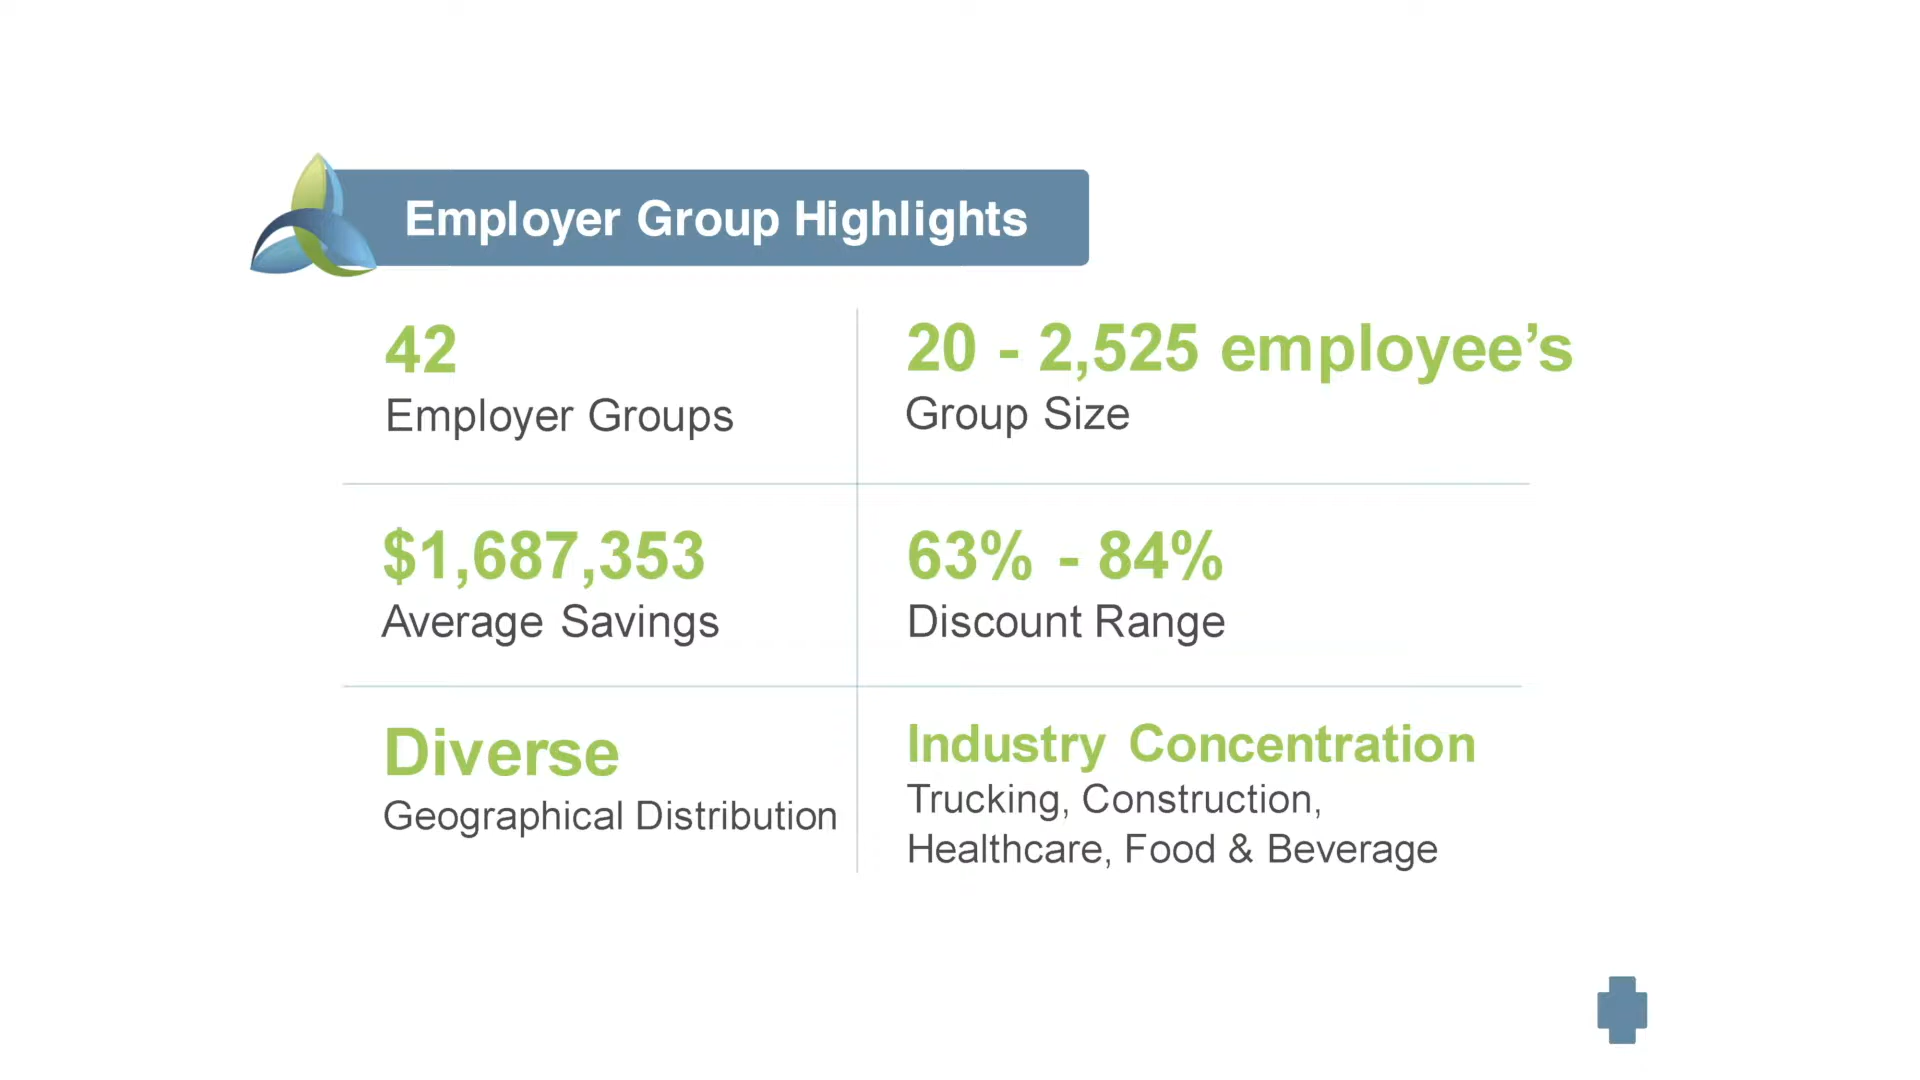 Employer Group Highlights
42
Employer Groups
20 - 2,525 employee’s
Group Size
$1,687,353
Average Savings
63% - 84%
Discount Range
Diverse
Geographical Distribution
Industry Concentration
Trucking, Construction,
Healthcare, Food & Beverage